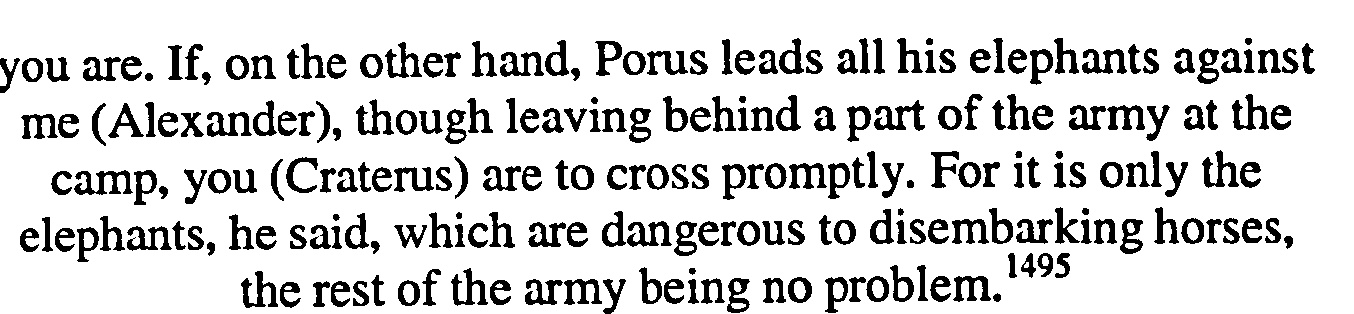 you are. If, on the other hand, Porus leads all his elephants against
me (Alexander), though leaving behind a part of the army at the
camp, you (Craterus) are to cross promptly. For it is only the
elephants, he said, which are dangerous to disembarking horses,
the rest of the army being no problem.1495